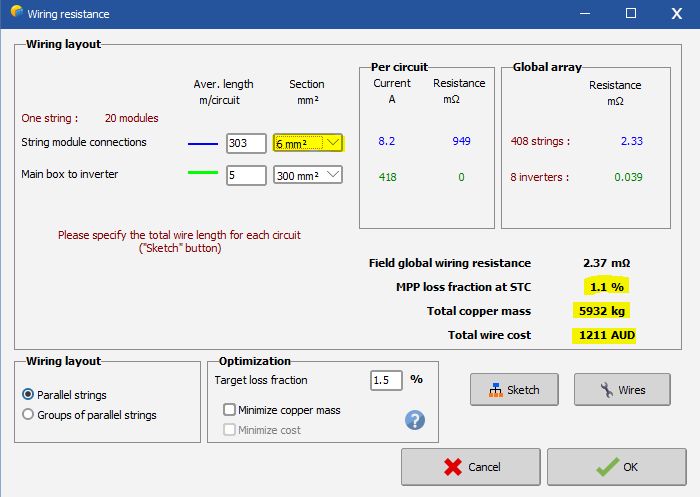 Wiring resistance
Wiring layout
Aver. length
m/circuit
Section
mm²
One string : 20 modules
String module connections 303 6 mm²
Main box to inverter 5 300 mm²
Please specify the total wire length for each circuit
("Sketch" button)
Per circuit
Current
A
Resistance
mΩ
8.2 949
418 0
Global array
Resistance
mΩ
408 strings : 2.33
8 inverters : 0.039
Field global wiring resistance 2.37 mΩ
MPP loss fraction at STC 1.1 %
Total copper mass 5932 kg
Total wire cost 1211 AUD
Wiring layout
Parallel strings
Groups of parallel strings
Optimization
Target loss fraction 1.5 %
Minimize copper mass
Minimize cost
?
Sketch
Wires
Cancel
OK